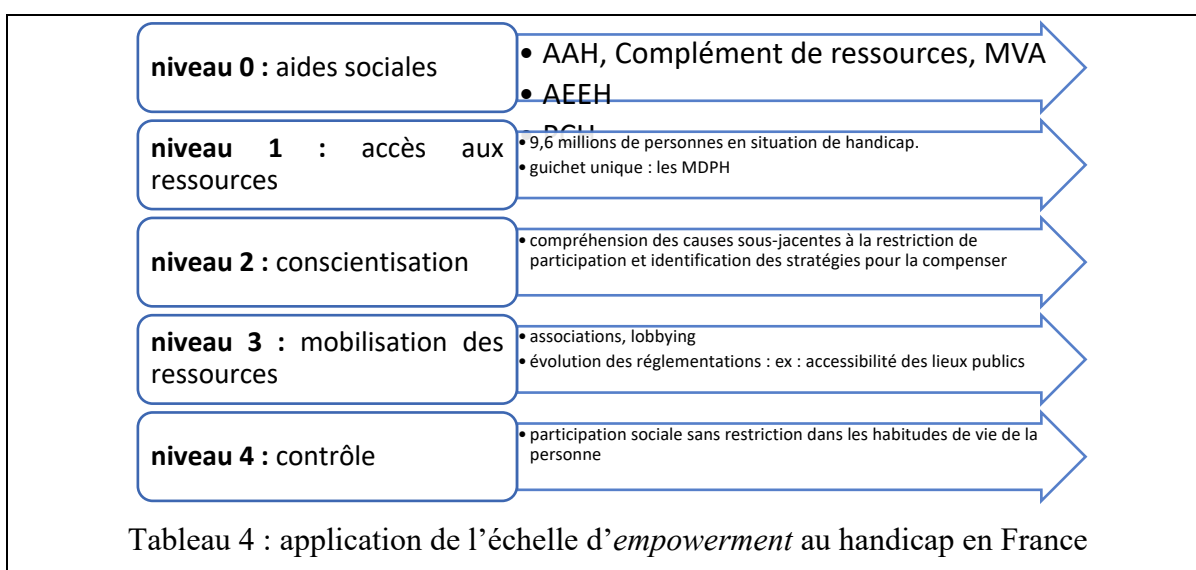 niveau 0 : aides sociales
• AAH, Complément de ressources, MVA
• AEEH
niveau 1 : accès aux
ressources
• 9,6 millions de personnes en situation de handicap.
• guichet unique : les MDPH
niveau 2 : conscientisation
• compréhension des causes sous-jacentes à la restriction de
participation et identification des stratégies pour la compenser
niveau 3 : mobilisation des
ressources
• associations, lobbying
• évolution des réglementations : ex : accessibilité des lieux publics
niveau 4 : contrôle
• participation sociale sans restriction dans les habitudes de vie de la
personne
Tableau 4 : application de l’échelle d’empowerment au handicap en France